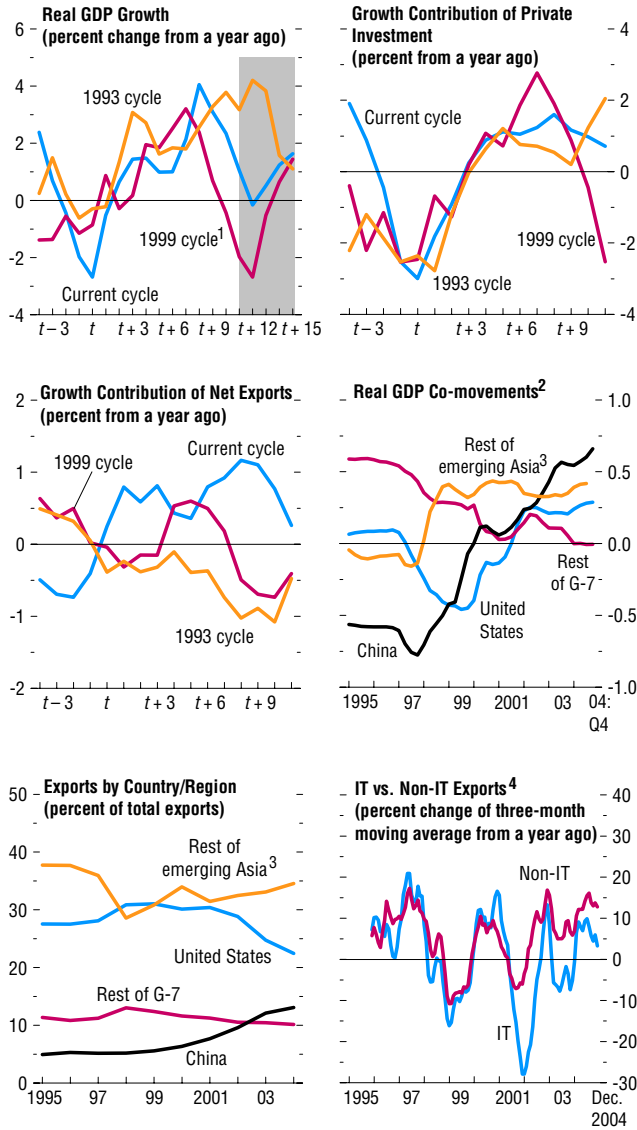 Real GDP Growth
(percent change from a year ago)
6
4
2
0
-2
-4
1993 cycle
1999 cycle1
Current cycle
t – 3 t t + 3 t + 6 t + 9 t + 12 t + 15
Growth Contribution of Private
Investment
(percent from a year ago)
4
2
0
-2
-4
Current cycle
1999 cycle
1993 cycle
t – 3 t t + 3 t + 6 t + 9
Growth Contribution of Net Exports
(percent from a year ago)
2
1
0
-1
-2
1999 cycle
Current cycle
1993 cycle
t – 3 t t + 3 t + 6 t + 9
Real GDP Co-movements2
1.0
0.5
0.0
-0.5
-1.0
Rest of
emerging Asia3
Rest
of G-7
United
States
China
1995 97 99 2001 03 04:
Q4
Exports by Country/Region
(percent of total exports)
50
40
30
20
10
0
Rest of
emerging Asia3
United States
Rest of G-7
China
1995 97 99 2001 03
IT vs. Non-IT Exports4
(percent change of three-month
moving average from a year ago)
40
30
20
10
0
-10
-20
-30
Non-IT
IT
1995 97 99 2001 Dec.
2004